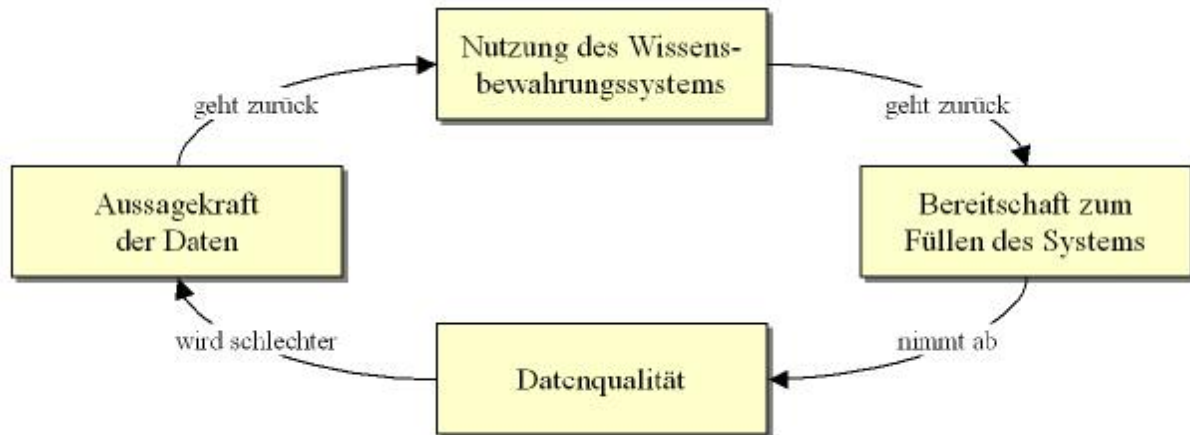 Nutzung des Wissens-
bewahrungssystems
geht zurück
geht zurück
Aussagekraft
der Daten
Bereitschaft zum
Füllen des Systems
wird schlechter
nimmt ab
Datenqualität